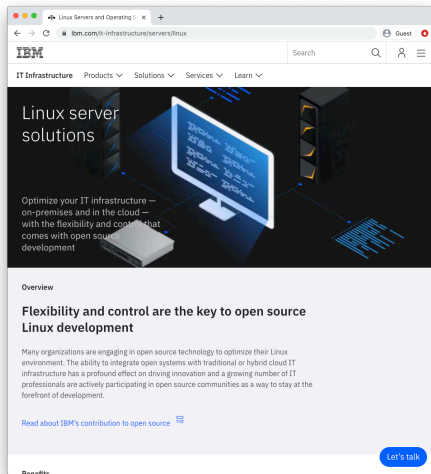 Linux Servers and Operating S
ibm.com/it-infrastructure/servers/linux
Guest
IBM
Search
IT Infrastructure Products Solutions Services Learn
Linux server
solutions
Optimize your IT infrastructure —
on-premises and in the cloud —
with the flexibility and control that
comes with open source
development
Overview
Flexibility and control are the key to open source
Linux development
Many organizations are engaging in open source technology to optimize their Linux
environment. The ability to integrate open systems with traditional or hybrid cloud IT
infrastructure has a profound effect on driving innovation and a growing number of IT
professionals are actively participating in open source communities as a way to stay at the
forefront of development.
Read about IBM's contribution to open source
Let's talk
Benefits